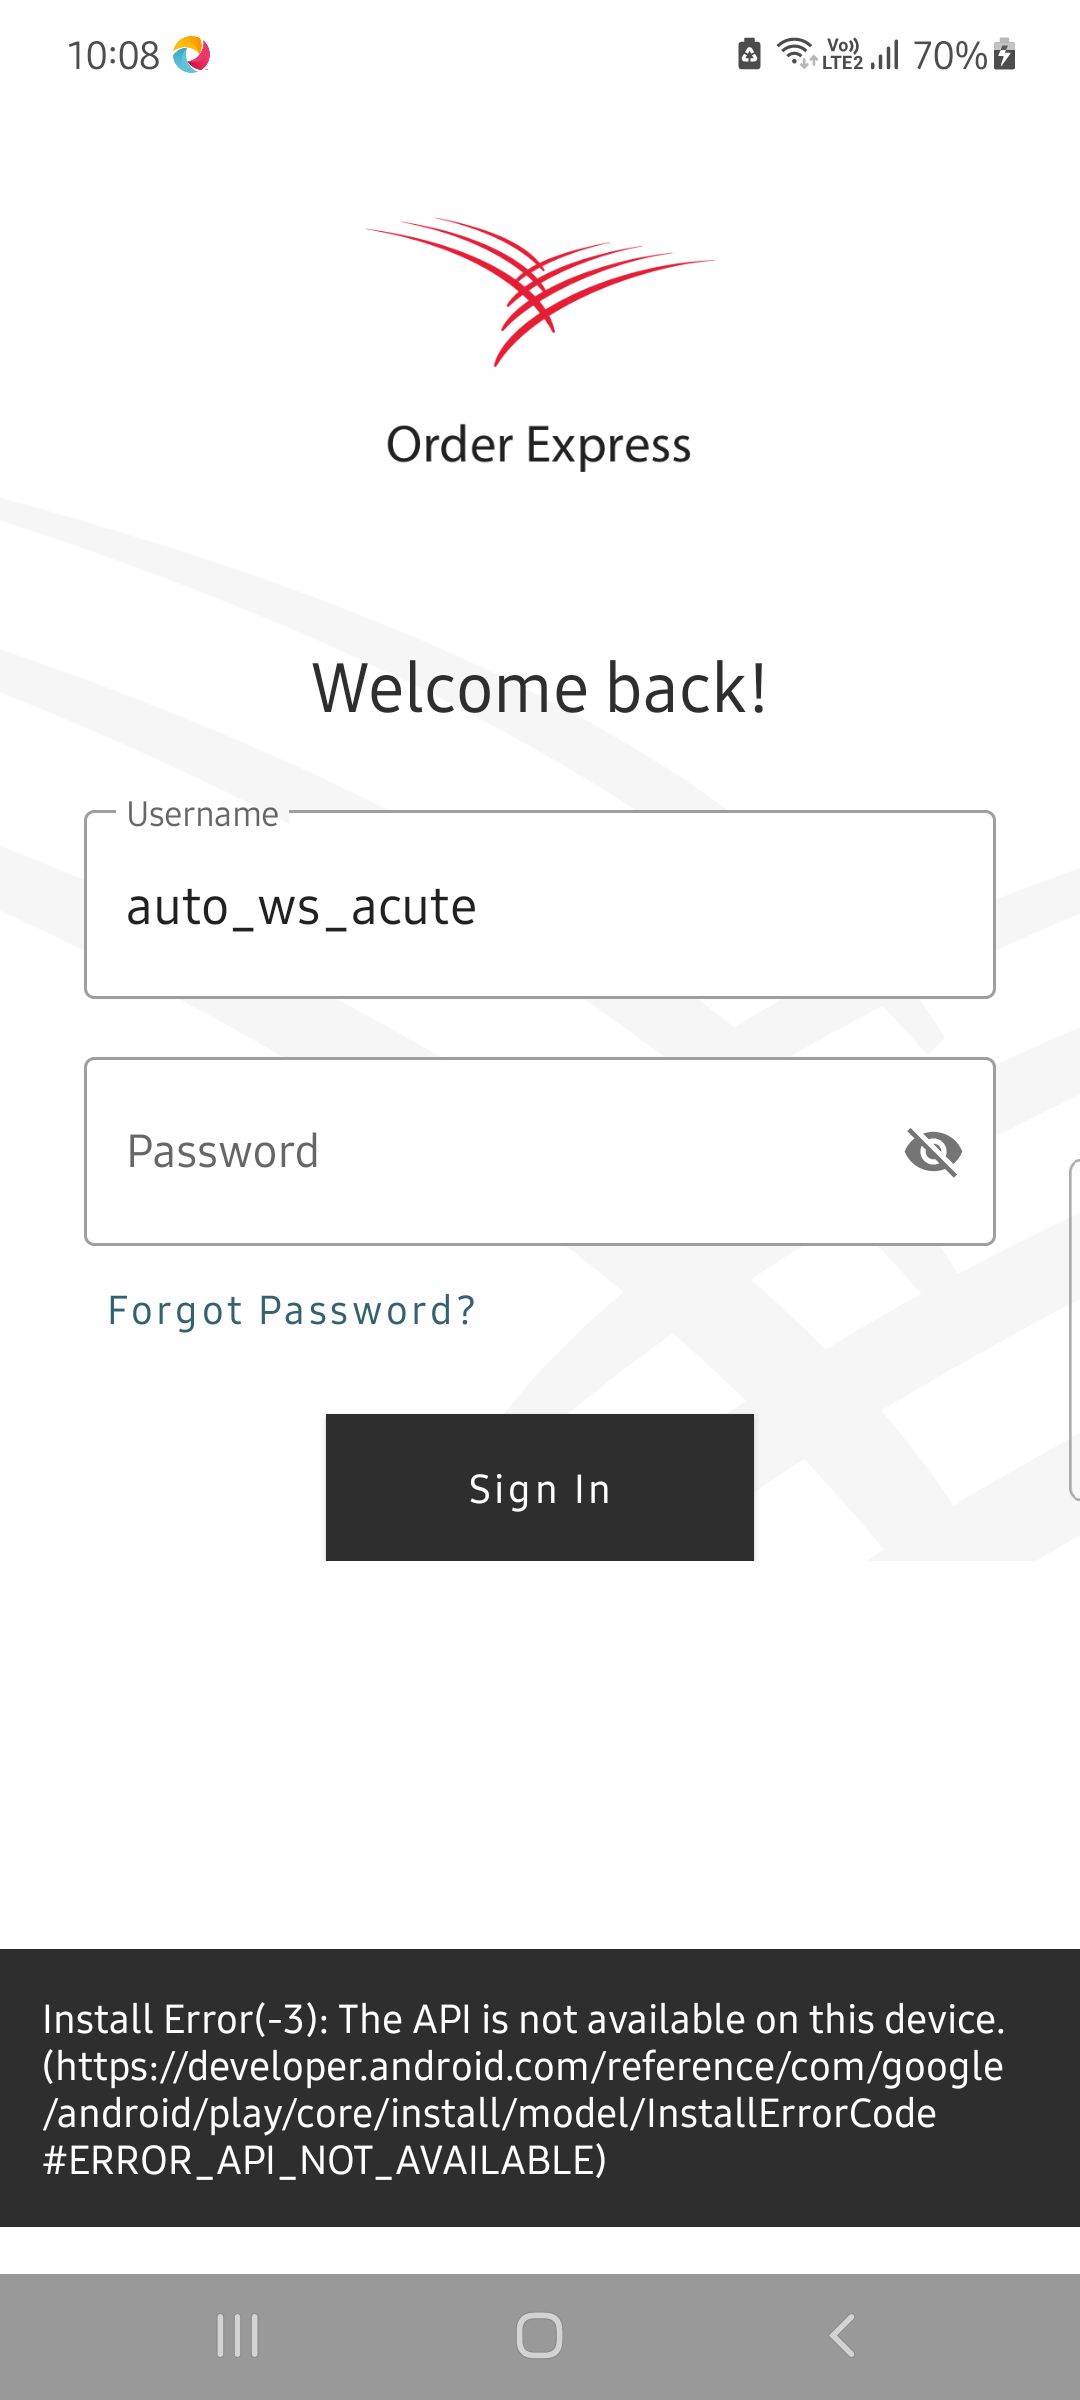 10:08
Vo)) LTE2 70%
Order Express
Welcome back!
Username
auto_ws_acute
Password
Forgot Password?
Sign In
Install Error(-3): The API is not available on this device.
(https://developer.android.com/reference/com/google
/android/play/core/install/model/InstallErrorCode
#ERROR_API_NOT_AVAILABLE)